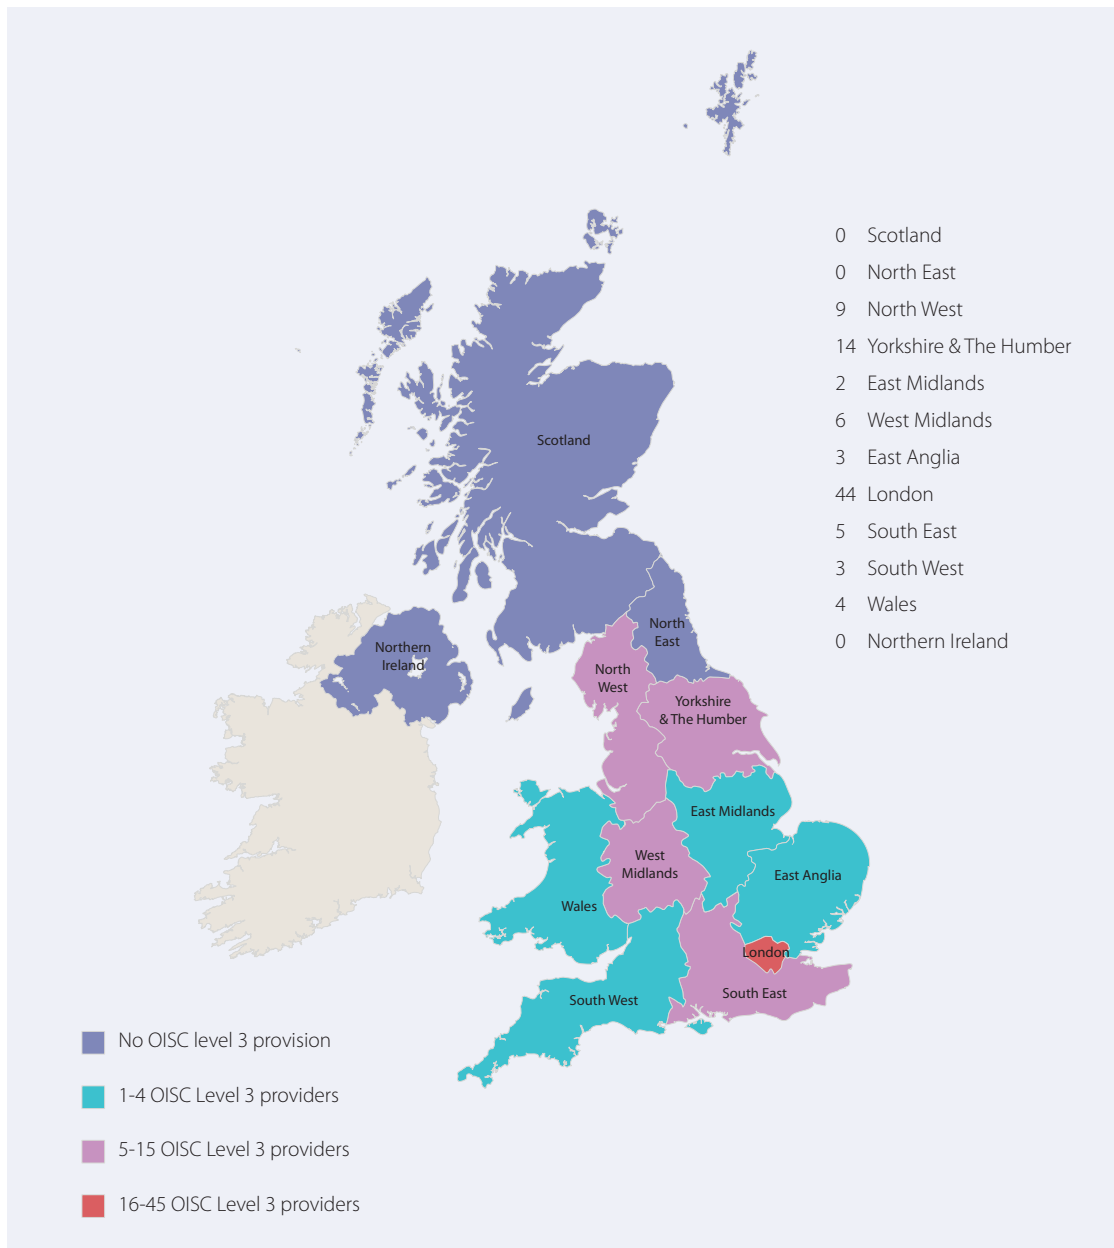 0 Scotland
0 North East
9 North West
14 Yorkshire & The Humber
2 East Midlands
6 West Midlands
3 East Anglia
44 London
5 South East
3 South West
4 Wales
0 Northern Ireland
Scotland
North
East
Northern
Ireland
North
West
Yorkshire
& The Humber
East Midlands
West
Midlands
East Anglia
Wales
London
South East
South West
No OISC level 3 provision
1-4 OISC Level 3 providers
5-15 OISC Level 3 providers
16-45 OISC Level 3 providers